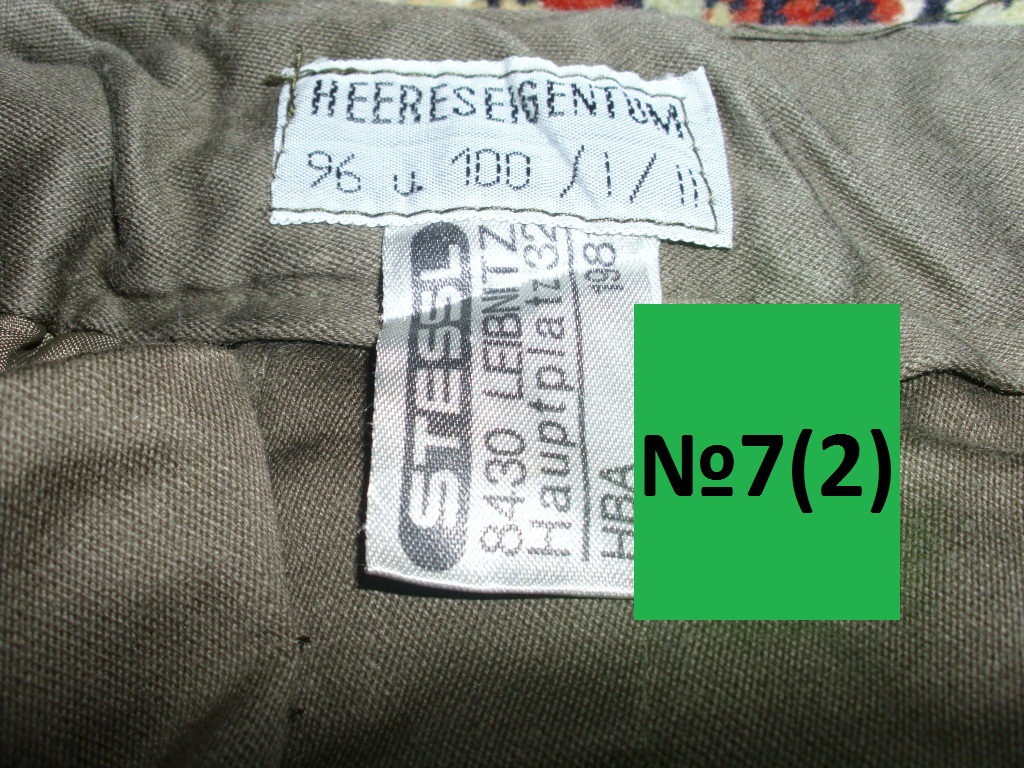 HEERESEIGENTUM
96 u 100 / I / II
STESSL
8430 LEIBNITZ
Hauptplatz 32
HBA 198
№7(2)